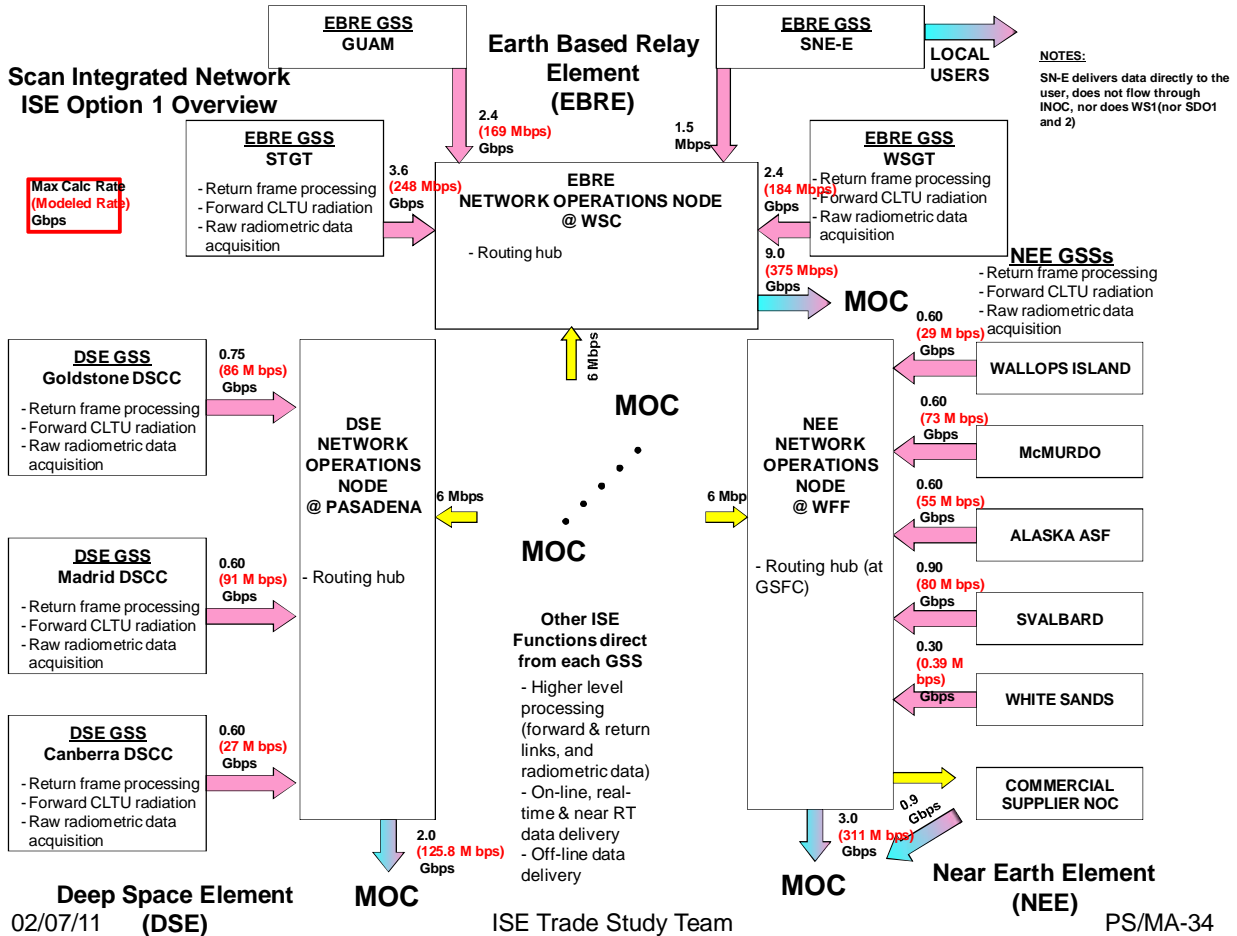 EBRE GSS
GUAM
Earth Based Relay
Element
(EBRE)
EBRE GSS
SNE-E
LOCAL
USERS
NOTES:
SN-E delivers data directly to the
user, does not flow through
INOC, nor does WS1(nor SDO1
and 2)
Scan Integrated Network
ISE Option 1 Overview
Max Calc Rate
(Modeled Rate)
Gbps
2.4
(169 Mbps)
Gbps
1.5
Mbps
EBRE GSS
STGT
- Return frame processing
- Forward CLTU radiation
- Raw radiometric data
acquisition
3.6
(248 Mbps)
Gbps
EBRE
NETWORK OPERATIONS NODE
@ WSC
- Routing hub
2.4
(184 Mbps)
Gbps
EBRE GSS
WSGT
- Return frame processing
- Forward CLTU radiation
- Raw radiometric data
acquisition
9.0
(375 Mbps)
Gbps
MOC
6 Mbps
NEE GSSs
- Return frame processing
- Forward CLTU radiation
- Raw radiometric data
acquisition
DSE GSS
Goldstone DSCC
- Return frame processing
- Forward CLTU radiation
- Raw radiometric data
acquisition
0.75
(86 M bps)
Gbps
DSE GSS
Madrid DSCC
- Return frame processing
- Forward CLTU radiation
- Raw radiometric data
acquisition
0.60
(91 M bps)
Gbps
DSE GSS
Canberra DSCC
- Return frame processing
- Forward CLTU radiation
- Raw radiometric data
acquisition
0.60
(27 M bps)
Gbps
DSE
NETWORK
OPERATIONS
NODE
@ PASADENA
- Routing hub
6 Mbps
MOC
MOC
6 Mbp
Other ISE
Functions direct
from each GSS
- Higher level
processing
(forward & return
links, and
radiometric data)
- On-line, real-
time & near RT
data delivery
- Off-line data
delivery
NEE
NETWORK
OPERATIONS
NODE
@ WFF
- Routing hub (at
GSFC)
0.60
(29 M bps)
Gbps
WALLOPS ISLAND
0.60
(73 M bps)
Gbps
McMURDO
0.60
(55 M bps)
Gbps
ALASKA ASF
0.90
(80 M bps)
Gbps
SVALBARD
0.30
(0.39 M
bps)
Gbps
WHITE SANDS
COMMERCIAL
SUPPLIER NOC
0.9
Gbps
2.0
(125.8 M bps)
Gbps
MOC
3.0
(311 M bps)
Gbps
MOC
Deep Space Element
(DSE)
Near Earth Element
(NEE)
02/07/11
ISE Trade Study Team
PS/MA-34